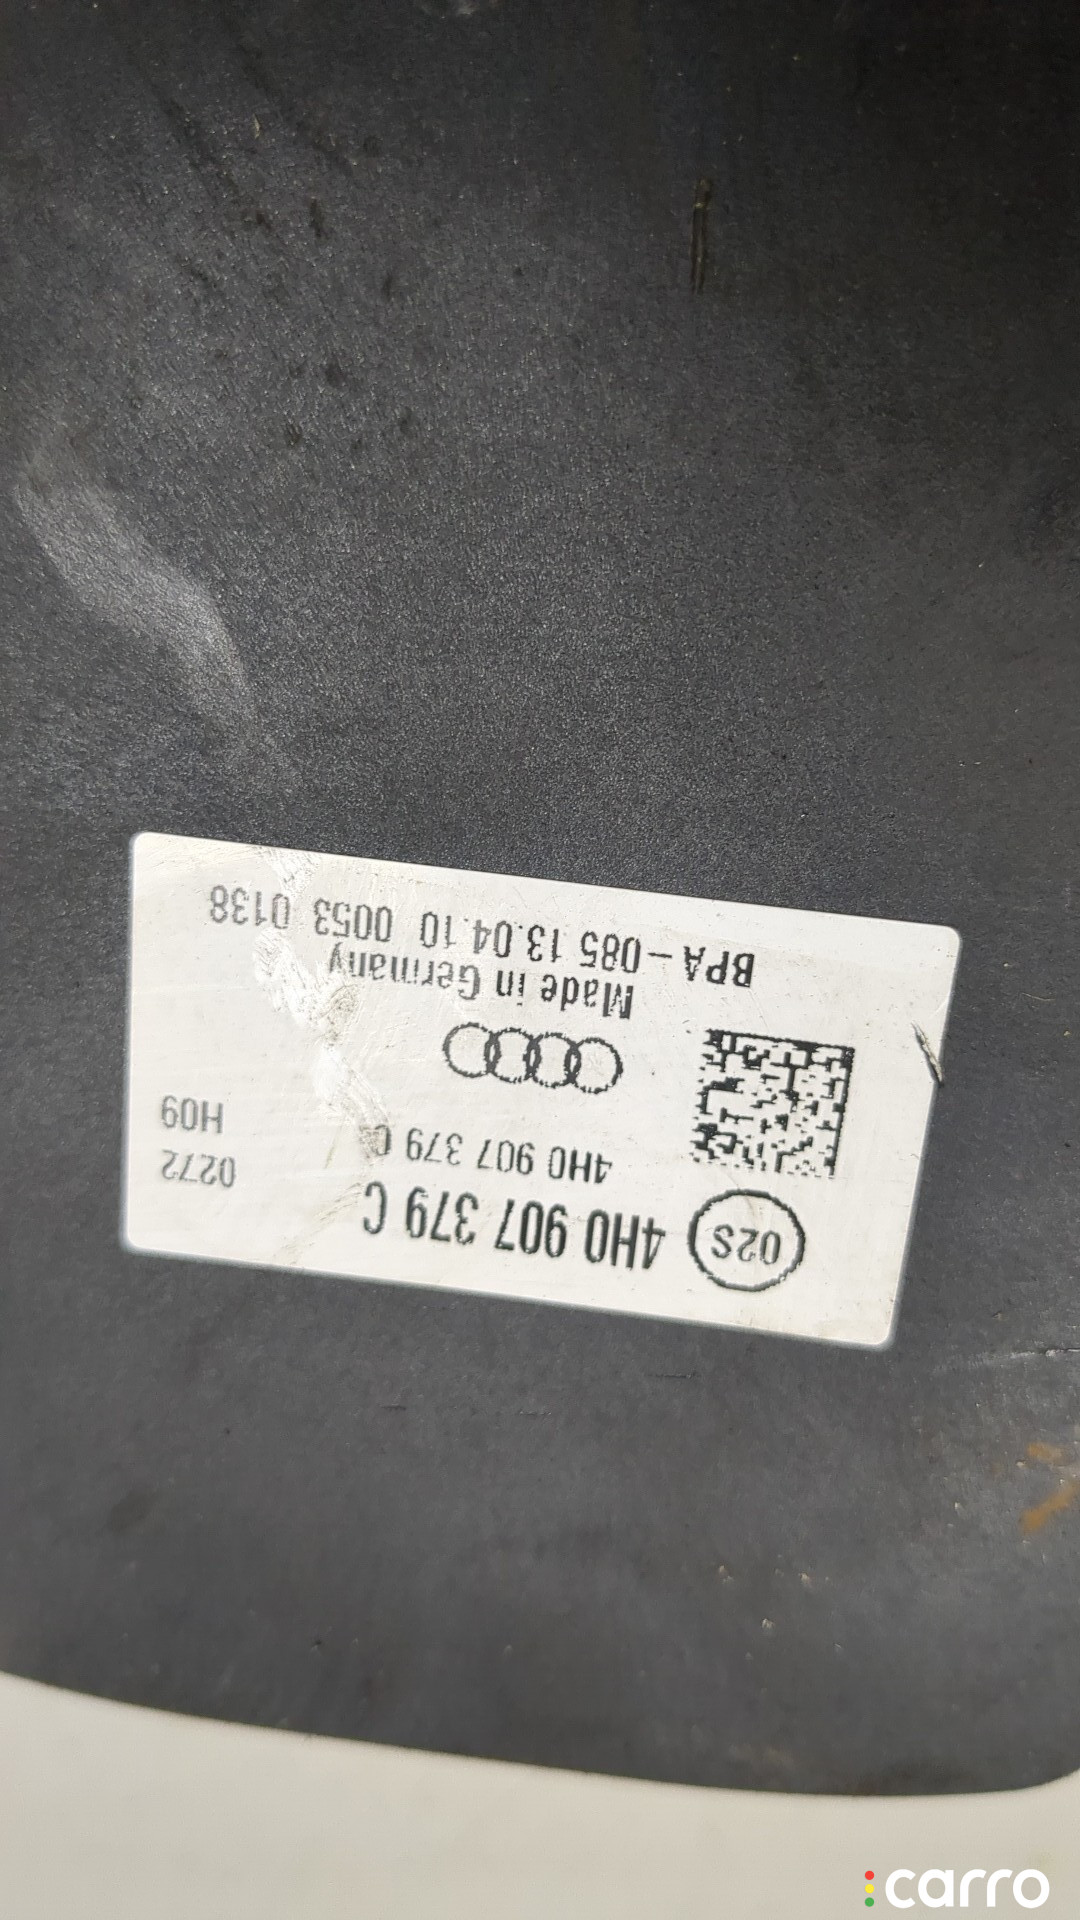 02S 4H0 907 379 C
4H0 907 379 C
0272
H09
Made in Germany
BPA-085 13.04.10 0053 0138
carro